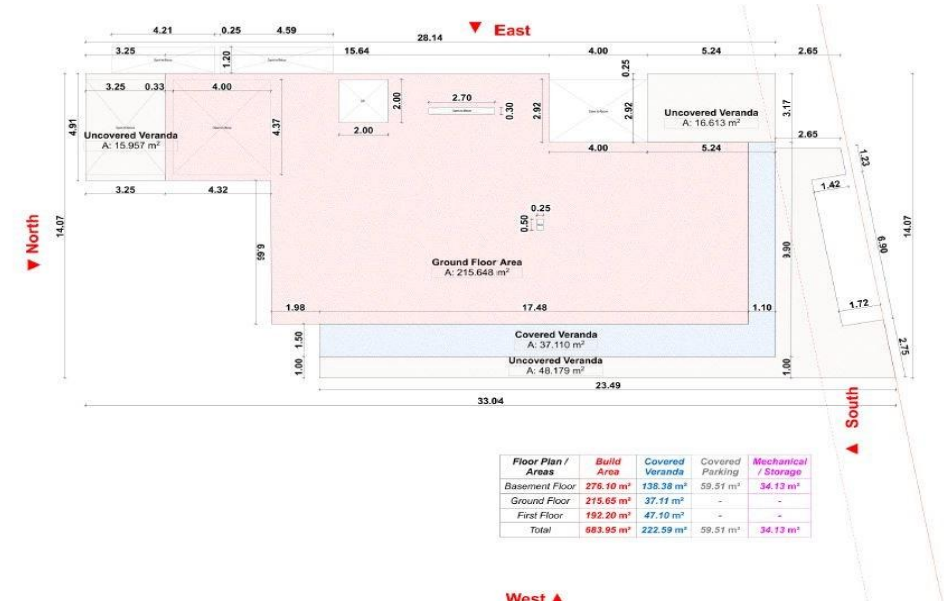 East
4.21 0.25 4.59
28.14
3.25 15.64 4.00 5.24 2.65
1.20
0.25
3.25 0.33 4.00
2.00
2.70
0.30
2.92
2.92
3.17
4.91
4.37
2.00
Uncovered Veranda
A: 15.957 m²
Uncovered Veranda
A: 16.613 m²
2.65
4.00 5.24
1.23
3.25 4.32
1.42
North
14.07
14.07
0.25
0.50
6.65
9.90
6.90
Ground Floor Area
A: 215.648 m²
1.98 17.48 1.10
1.72
1.50
Covered Veranda
A: 37.110 m²
2.75
1.00
Uncovered Veranda
A: 48.179 m²
1.00
23.49
33.04
South
Floor Plan / Areas Build Area Covered Veranda Covered Parking Mechanical / Storage
Basement Floor 276.10 m² 138.38 m² 59.51 m² 34.13 m²
Ground Floor 215.65 m² 37.11 m² - -
First Floor 192.20 m² 47.10 m² - -
Total 683.95 m² 222.59 m² 59.51 m² 34.13 m²
West